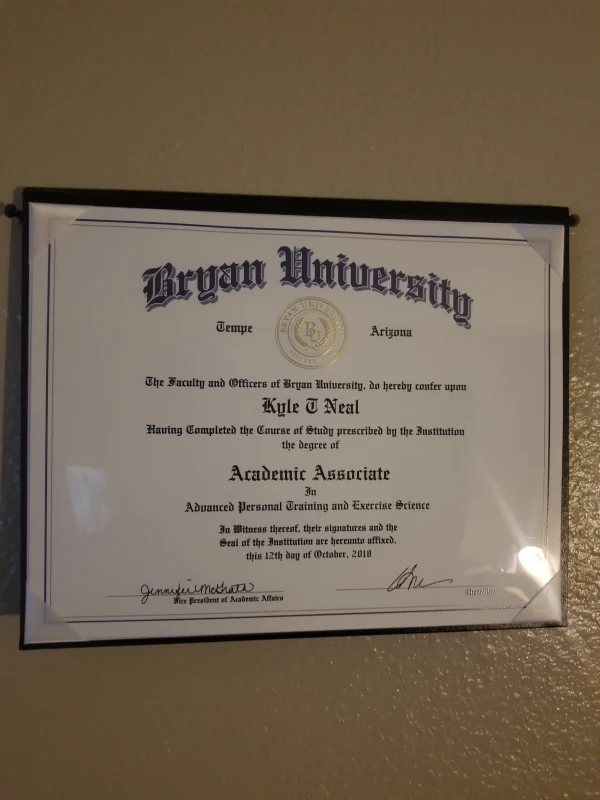 Bryan University
Tempe Arizona
BRYAN UNIVERSITY
BU
The Faculty and Officers of Bryan University, do hereby confer upon
Kyle T Neal
Having Completed the Course of Study prescribed by the Institution
the degree of
Academic Associate
In
Advanced Personal Training and Exercise Science
In Witness thereof, their signatures and the
Seal of the Institution are hereunto affixed,
this 12th day of October, 2018
Vice President of Academic Affairs